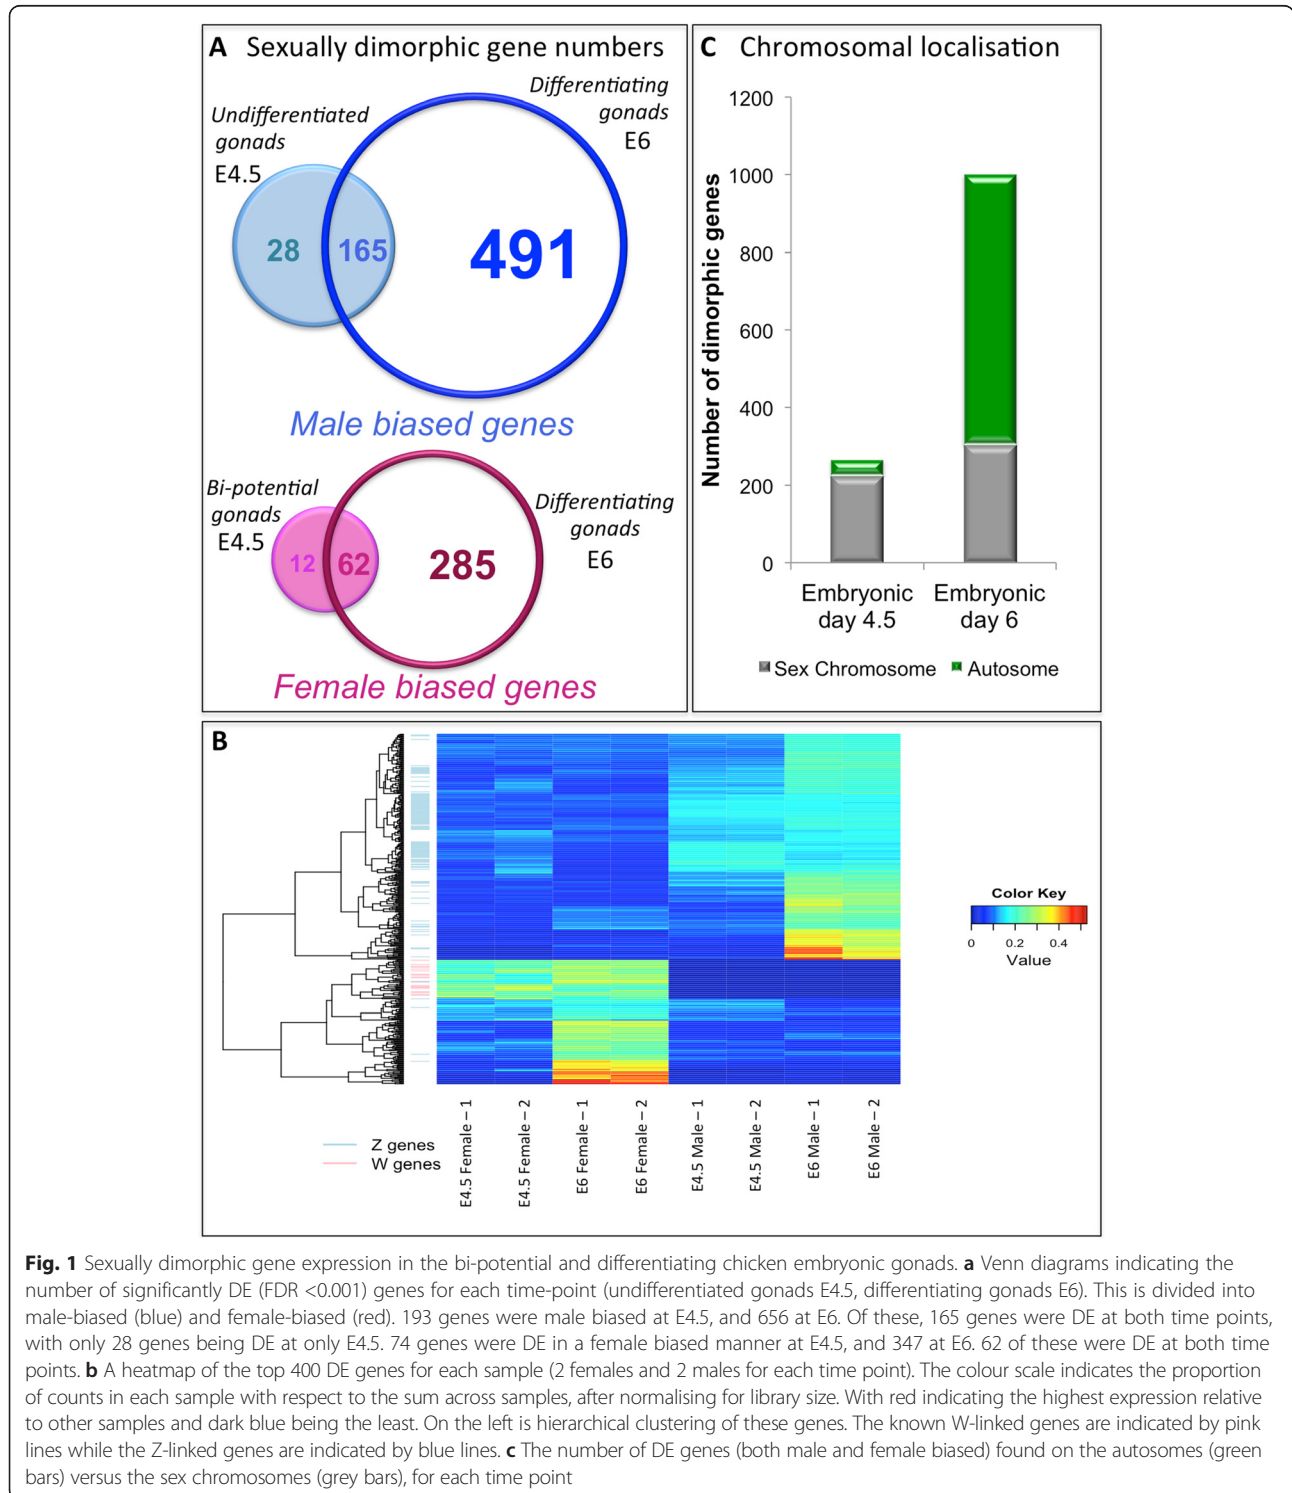 A Sexually dimorphic gene numbers
Differentiating
gonads
E6
Undifferentiated
gonads
E4.5
28
165
491
Male biased genes
Bi-potential
gonads
E4.5
Differentiating
gonads
E6
12
62
285
Female biased genes
C Chromosomal localisation
Number of dimorphic genes
1200
1000
800
600
400
200
0
Embryonic
day 4.5
Embryonic
day 6
Sex Chromosome
Autosome
B
Color Key
0 0.2 0.4
Value
Z genes
W genes
E4.5 Female – 1
E4.5 Female – 2
E6 Female – 1
E6 Female – 2
E4.5 Male – 1
E4.5 Male – 2
E6 Male – 1
E6 Male – 2
Fig. 1 Sexually dimorphic gene expression in the bi-potential and differentiating chicken embryonic gonads. a Venn diagrams indicating the
number of significantly DE (FDR <0.001) genes for each time-point (undifferentiated gonads E4.5, differentiating gonads E6). This is divided into
male-biased (blue) and female-biased (red). 193 genes were male biased at E4.5, and 656 at E6. Of these, 165 genes were DE at both time points,
with only 28 genes being DE at only E4.5. 74 genes were DE in a female biased manner at E4.5, and 347 at E6. 62 of these were DE at both time
points. b A heatmap of the top 400 DE genes for each sample (2 females and 2 males for each time point). The colour scale indicates the proportion
of counts in each sample with respect to the sum across samples, after normalising for library size. With red indicating the highest expression relative
to other samples and dark blue being the least. On the left is hierarchical clustering of these genes. The known W-linked genes are indicated by pink
lines while the Z-linked genes are indicated by blue lines. c The number of DE genes (both male and female biased) found on the autosomes (green
bars) versus the sex chromosomes (grey bars), for each time point